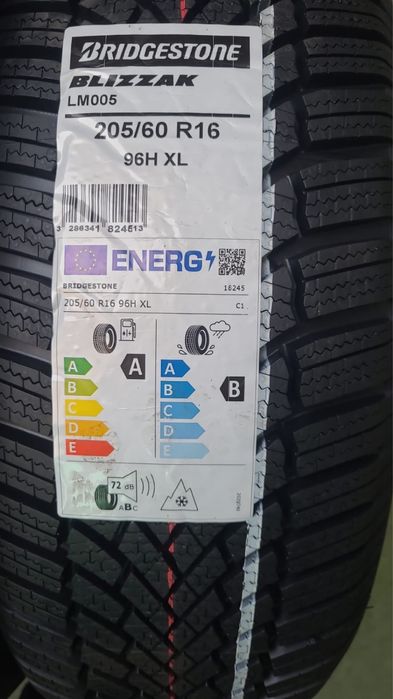 BRIDGESTONE
BLIZZAK
LM005
205/60 R16
96H XL
3 286341 824513
ENERG
BRIDGESTONE 16245
205/60 R16 96H XL C1
A A A
B B B
C C
D D
E E
72 dB
ABC